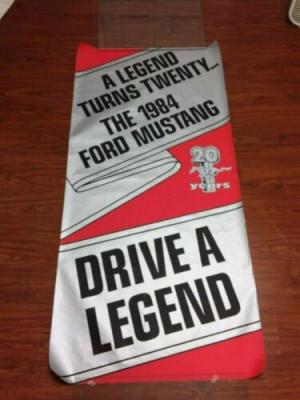 A LEGEND
TURNS TWENTY...
THE 1984
FORD MUSTANG
20
years
DRIVE A
LEGEND